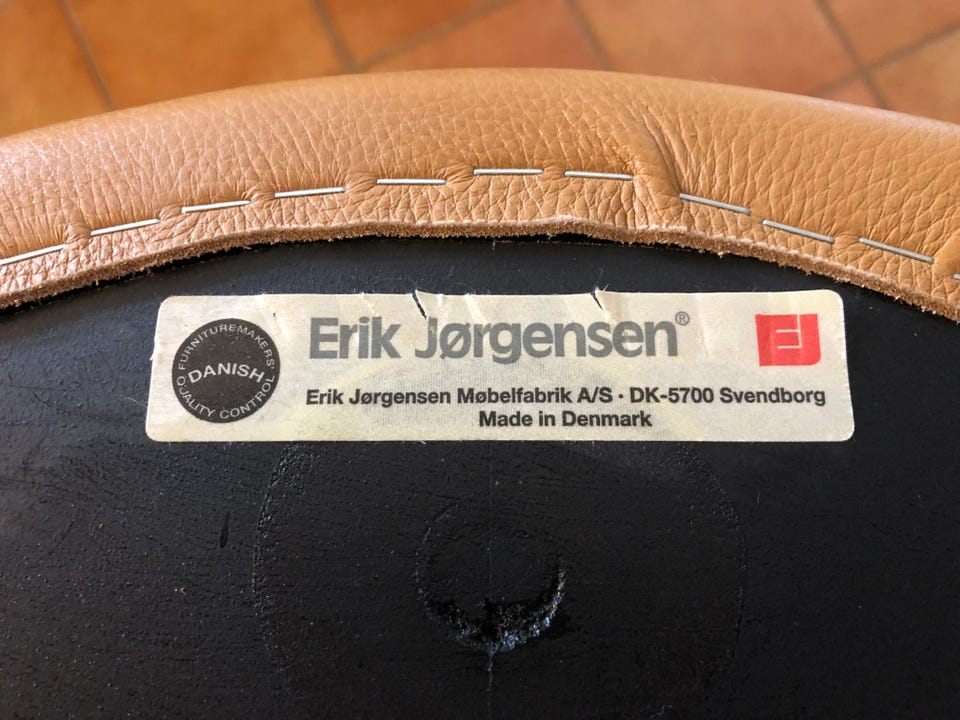 FURNITUREMAKERS'
DANISH
QUALITY CONTROL
Erik Jørgensen®
EJ
Erik Jørgensen Møbelfabrik A/S · DK-5700 Svendborg
Made in Denmark